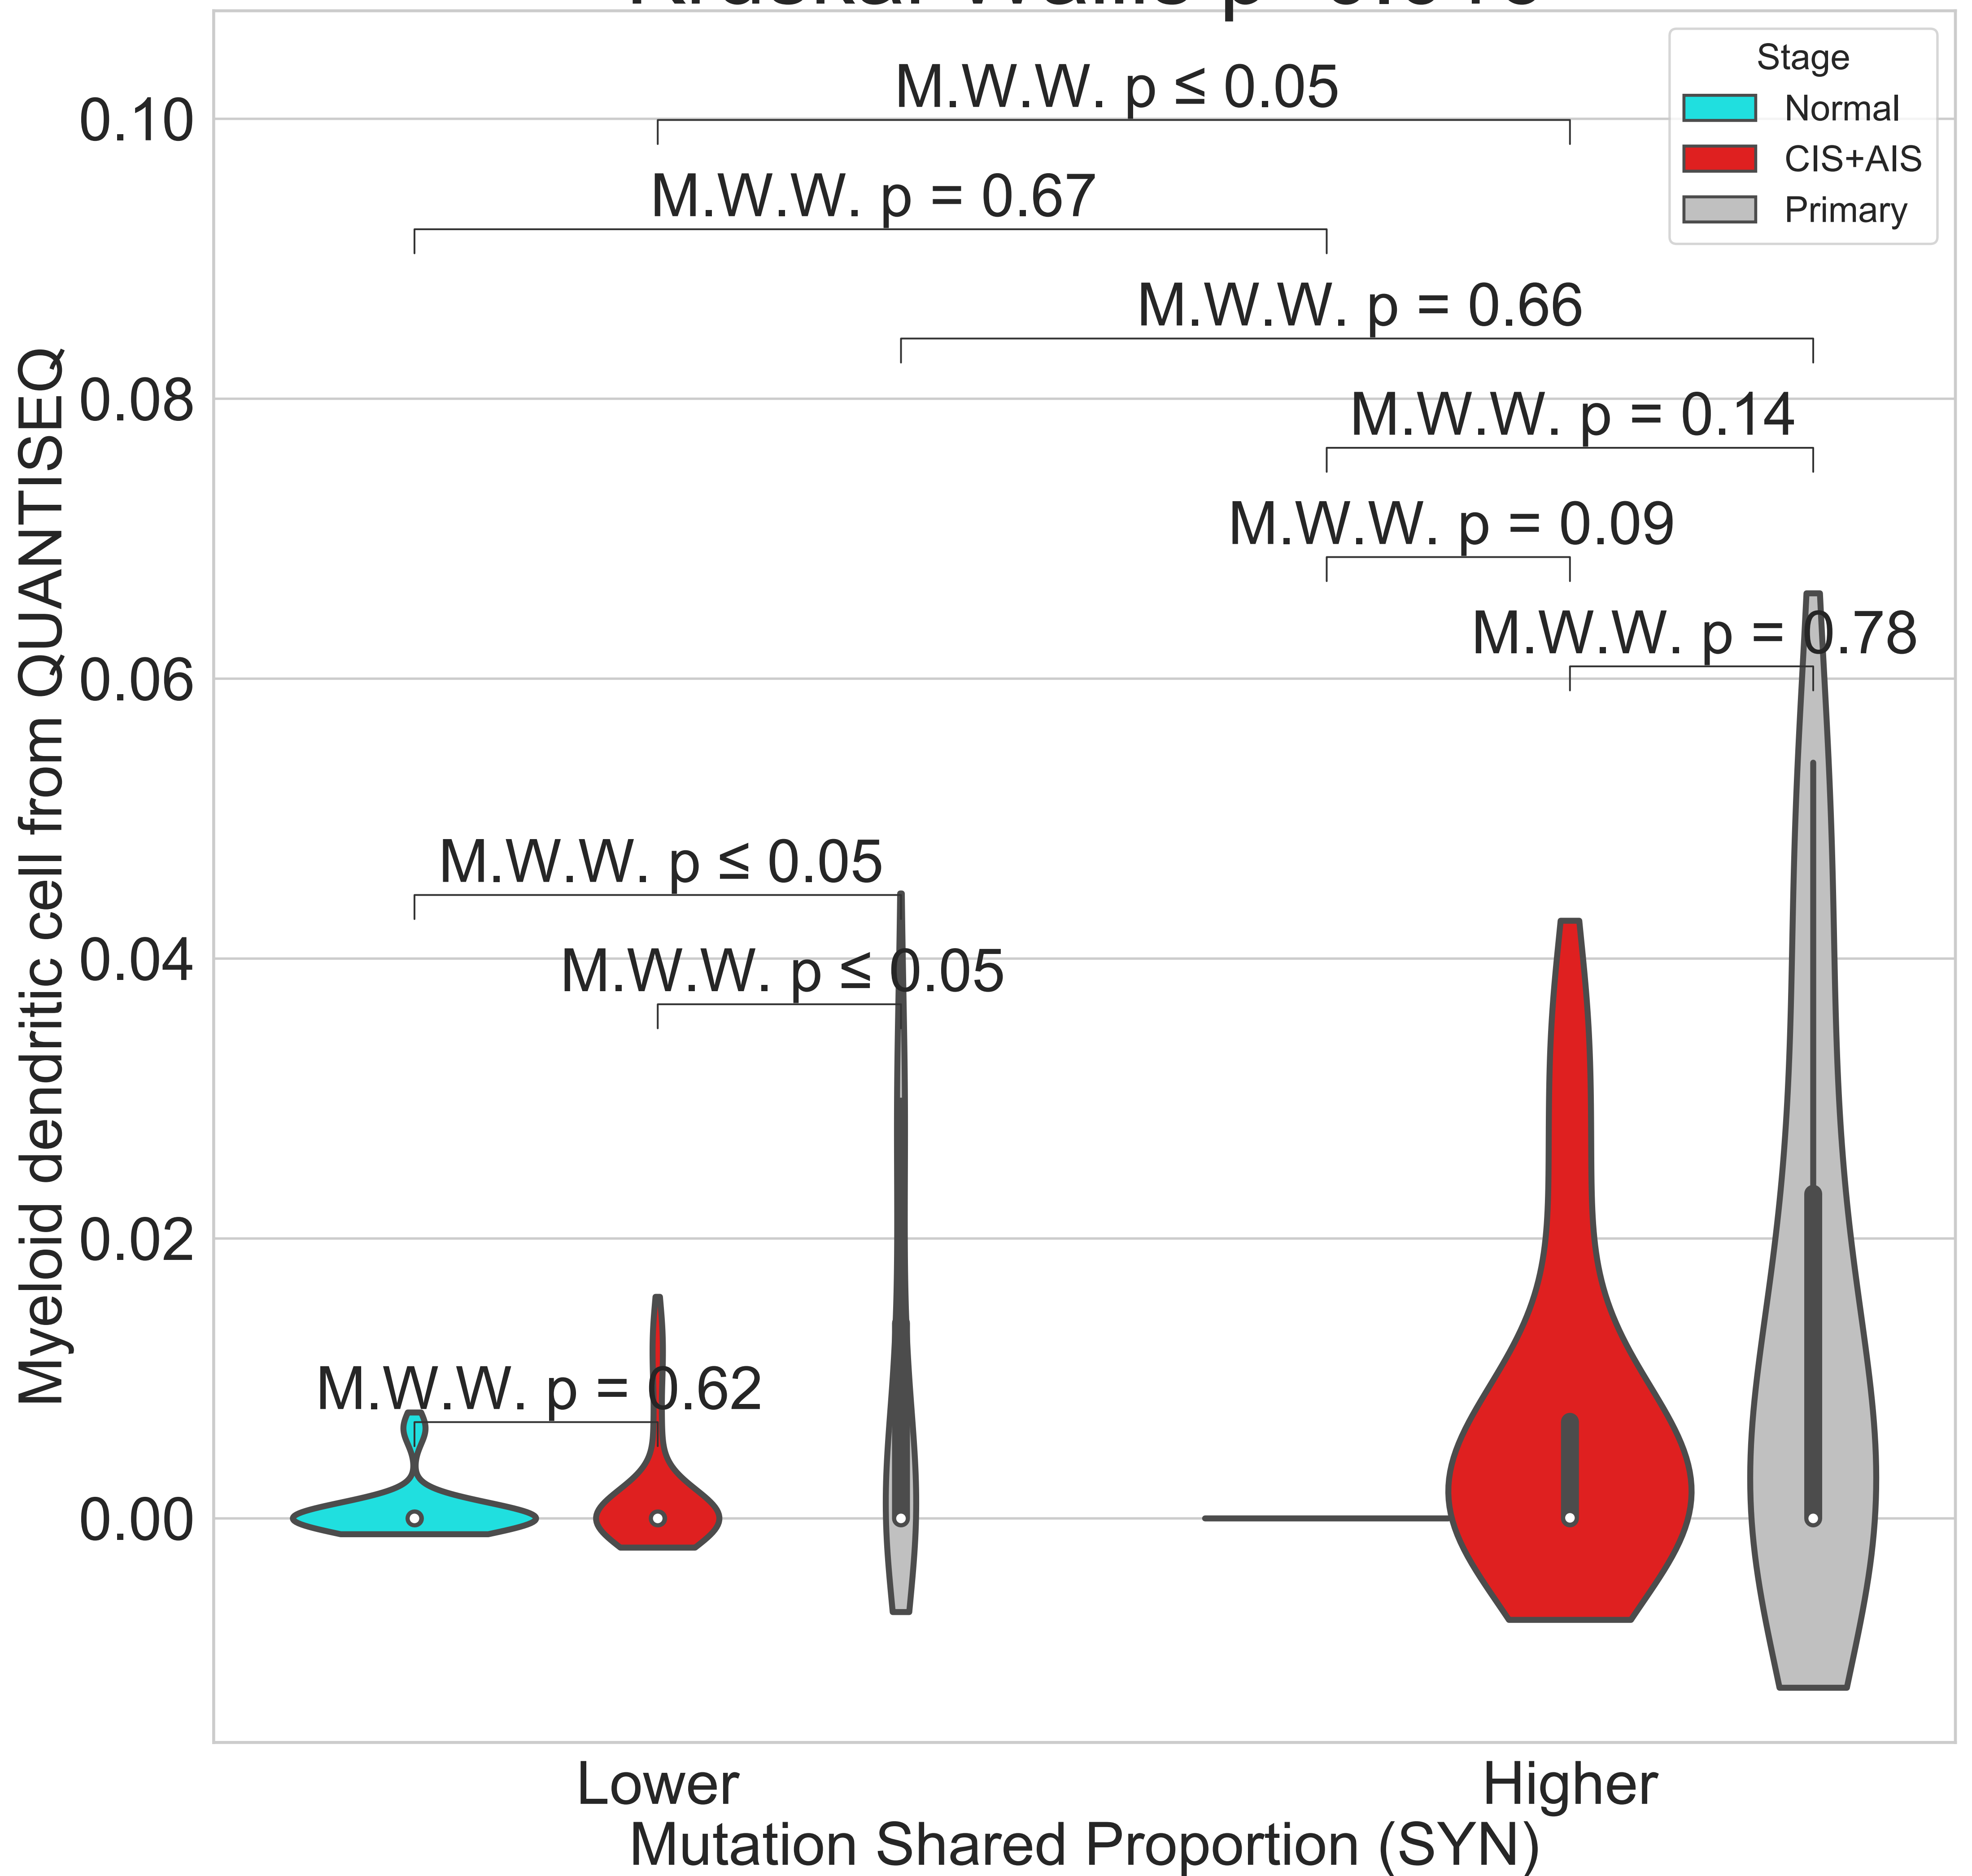 Stage
Normal
CIS+AIS
Primary
M.W.W. p ≤ 0.05
M.W.W. p = 0.67
M.W.W. p = 0.66
M.W.W. p = 0.14
M.W.W. p = 0.09
M.W.W. p = 0.78
M.W.W. p ≤ 0.05
M.W.W. p ≤ 0.05
M.W.W. p = 0.62
0.10
0.08
0.06
0.04
0.02
0.00
Myeloid dendritic cell from QUANTISEQ
Lower
Higher
Mutation Shared Proportion (SYN)